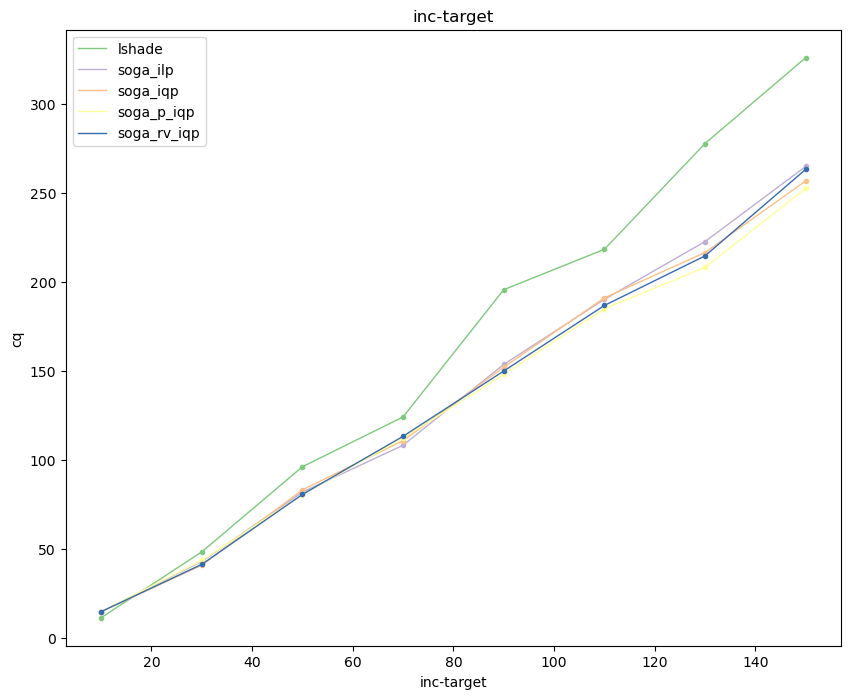 inc-target
lshade
soga_ilp
soga_iqp
soga_p_iqp
soga_rv_iqp
cq
300
250
200
150
100
50
0
20 40 60 80 100 120 140
inc-target